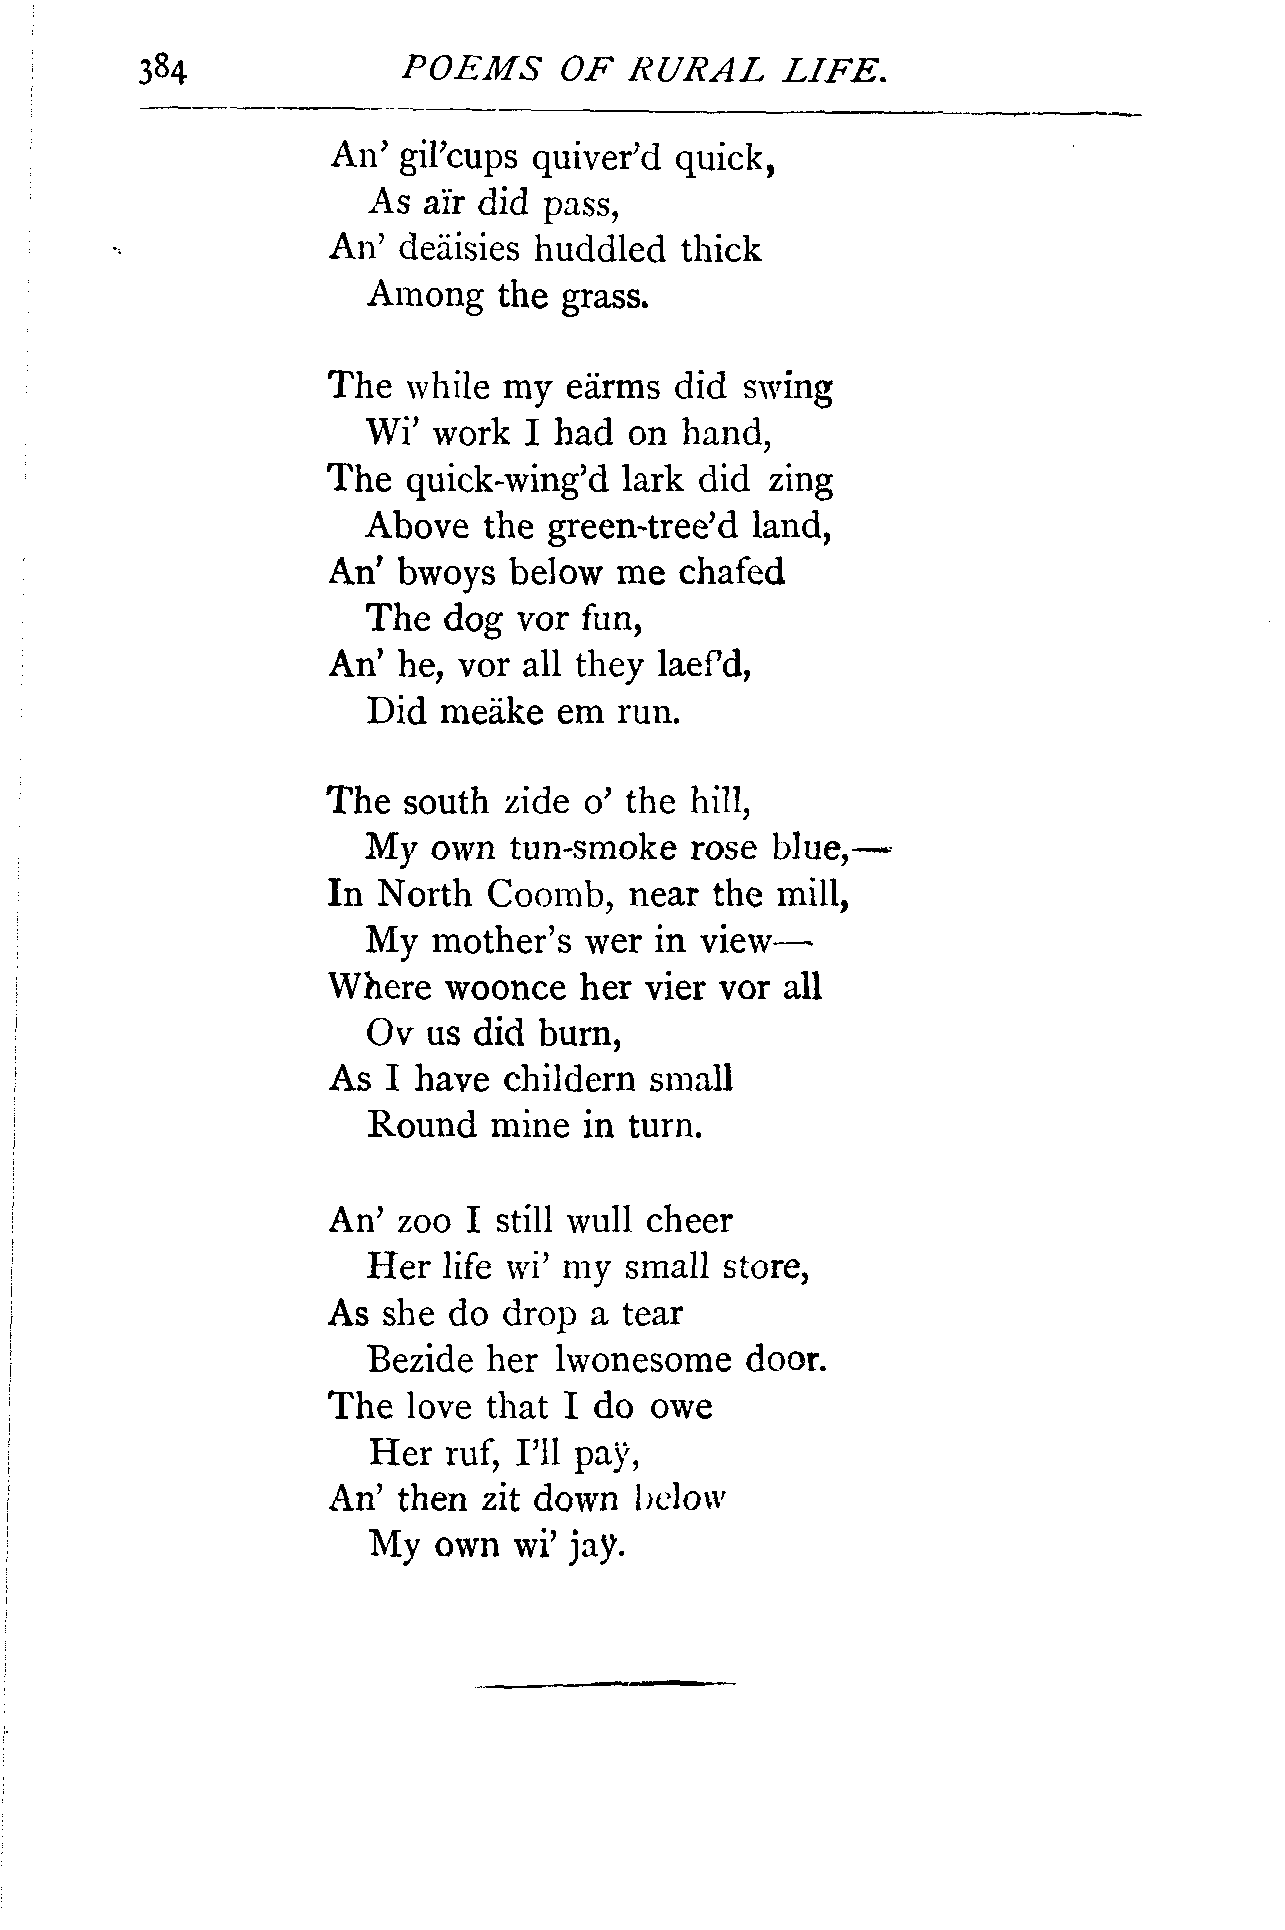 384 POEMS OF RURAL LIFE.
An' gil'cups quiver'd quick,
As aïr did pass,
An' deäisies huddled thick
Among the grass.
The while my eärms did swing
Wi' work I had on hand,
The quick-wing'd lark did zing
Above the green-tree'd land,
An' bwoys below me chafed
The dog vor fun,
An' he, vor all they laef'd,
Did meäke em run.
The south zide o' the hill,
My own tun-smoke rose blue,—
In North Coomb, near the mill,
My mother's wer in view—
Where woonce her vier vor all
Ov us did burn,
As I have childern small
Round mine in turn.
An' zoo I still wull cheer
Her life wi' my small store,
As she do drop a tear
Bezide her lwonesome door.
The love that I do owe
Her ruf, I'll paÿ,
An' then zit down below
My own wi' jaÿ.